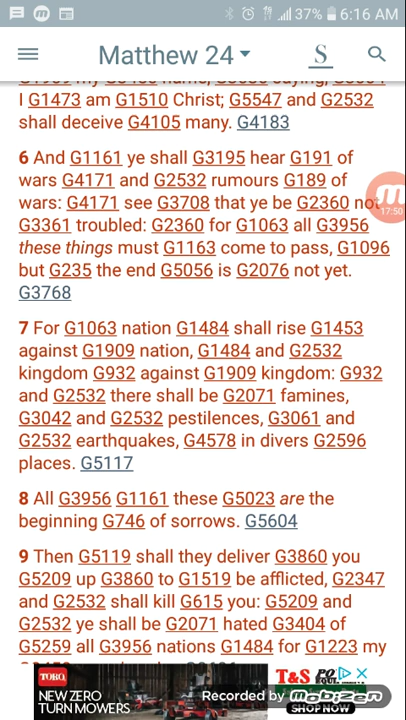 37% 6:16 AM
Matthew 24 S
my
I G1473 am G1510 Christ; G5547 and G2532
shall deceive G4105 many. G4183
6 And G1161 ye shall G3195 hear G191 of
wars G4171 and G2532 rumours G189 of
wars: G4171 see G3708 that ye be G2360 not
G3361 troubled: G2360 for G1063 all G3956
these things must G1163 come to pass, G1096
but G235 the end G5056 is G2076 not yet.
G3768
17:50
7 For G1063 nation G1484 shall rise G1453
against G1909 nation, G1484 and G2532
kingdom G932 against G1909 kingdom: G932
and G2532 there shall be G2071 famines,
G3042 and G2532 pestilences, G3061 and
G2532 earthquakes, G4578 in divers G2596
places. G5117
8 All G3956 G1161 these G5023 are the
beginning G746 of sorrows. G5604
9 Then G5119 shall they deliver G3860 you
G5209 up G3860 to G1519 be afflicted, G2347
and G2532 shall kill G615 you: G5209 and
G2532 ye shall be G2071 hated G3404 of
G5259 all G3956 nations G1484 for G1223 my
TORO
NEW ZERO
TURN MOWERS
T&S
Recorded by Mobizen
SHOP NOW